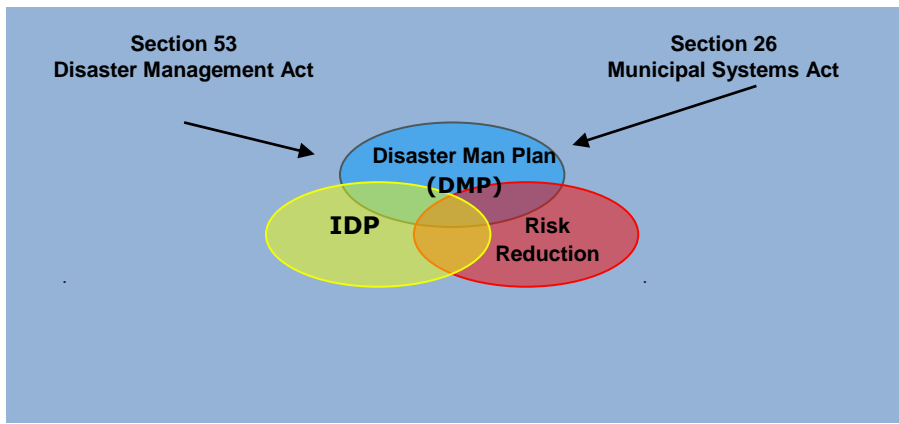 Section 53
Disaster Management Act
Section 26
Municipal Systems Act
Disaster Man Plan
(DMP)
IDP
Risk
Reduction
.
.